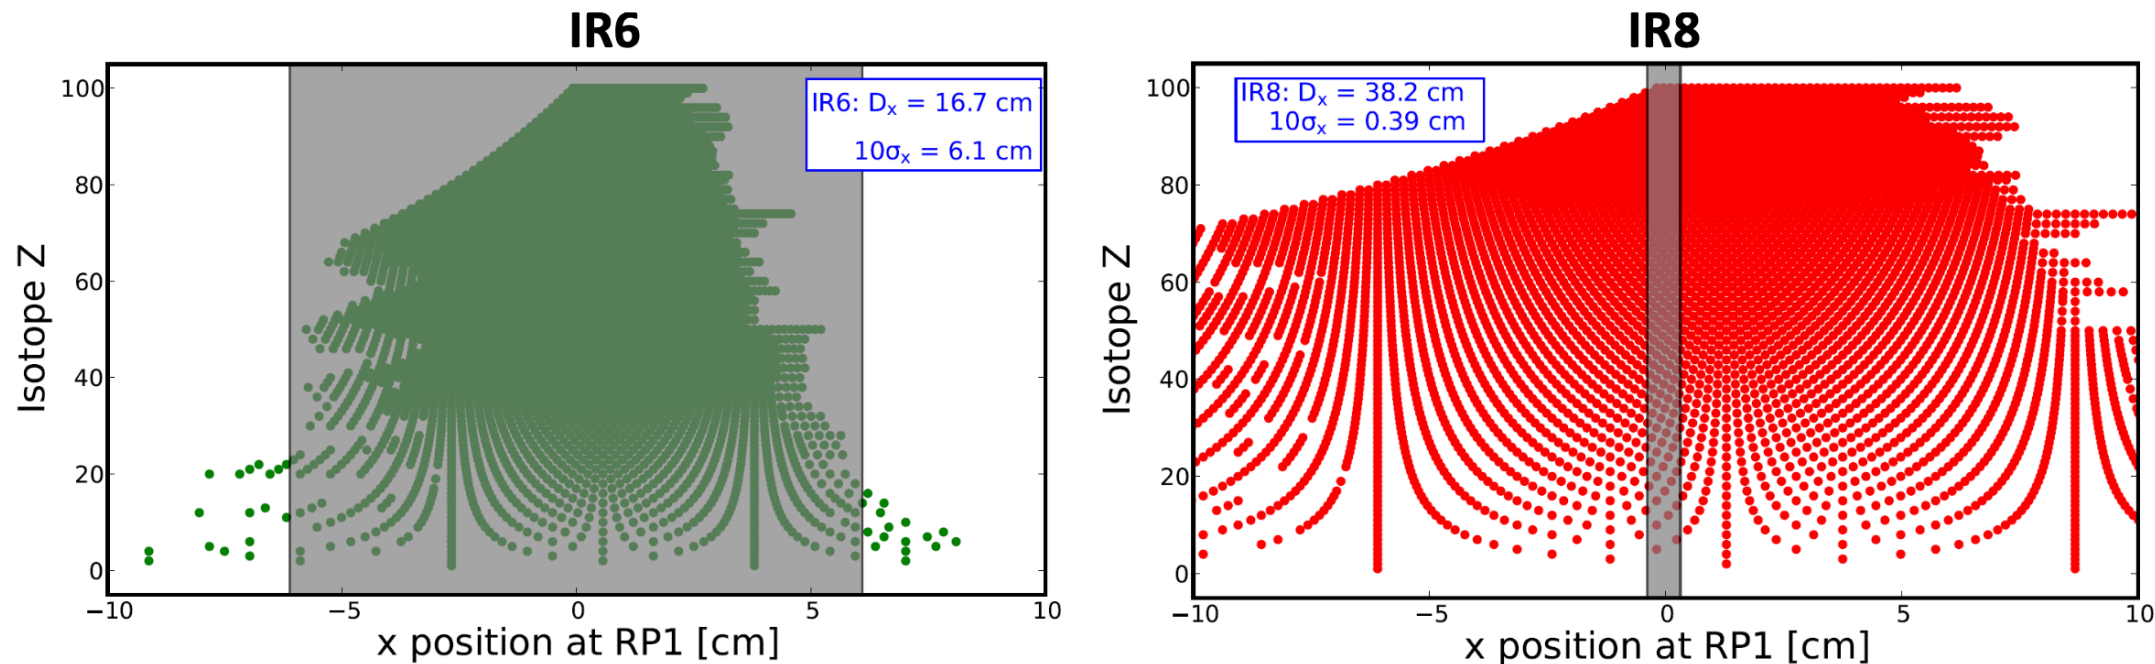 IR6
IR8
IR6: Dₓ = 16.7 cm
10σₓ = 6.1 cm
IR8: Dₓ = 38.2 cm
10σₓ = 0.39 cm
100
80
60
40
20
0
−10
−5
0
5
10
Isotope Z
x position at RP1 [cm]
100
80
60
40
20
0
−10
−5
0
5
10
Isotope Z
x position at RP1 [cm]